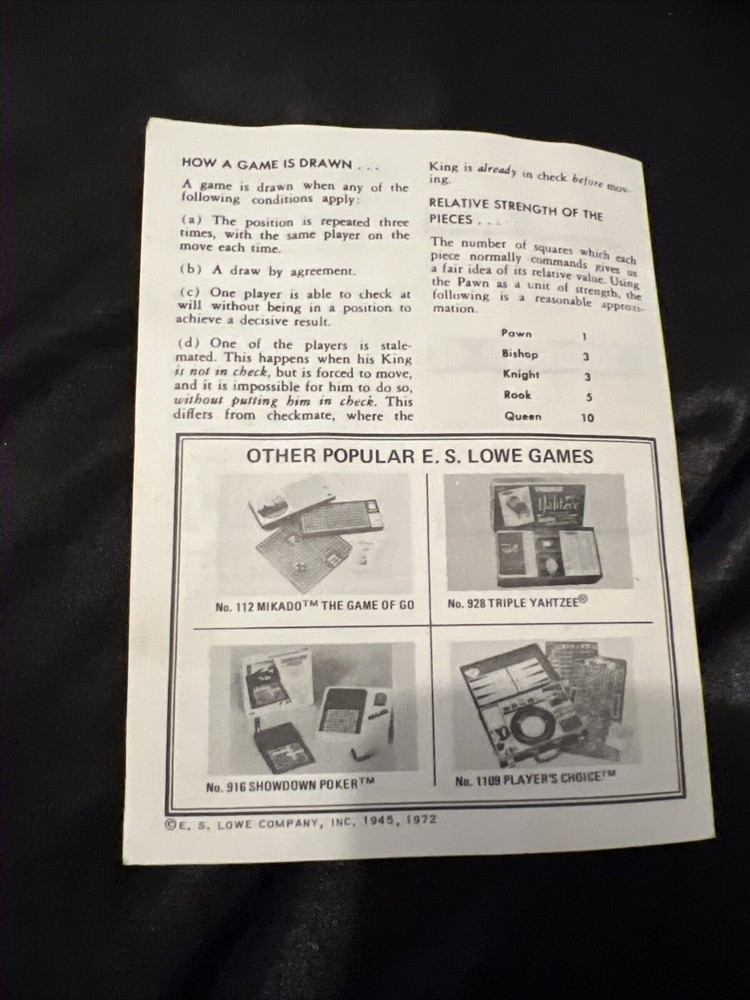 HOW A GAME IS DRAWN . . .
A game is drawn when any of the
following conditions apply:
(a) The position is repeated three
times, with the same player on the
move each time.
(b) A draw by agreement.
(c) One player is able to check at
will without being in a position to
achieve a decisive result.
(d) One of the players is stale-
mated. This happens when his King
is not in check, but is forced to move,
and it is impossible for him to do so,
without putting him in check. This
differs from checkmate, where the
King is already in check before mov-
ing.
RELATIVE STRENGTH OF THE
PIECES . . .
The number of squares which each
piece normally commands gives us
a fair idea of its relative value. Using
the Pawn as a unit of strength, the
following is a reasonable approxi-
mation.
Pawn 1
Bishop 3
Knight 3
Rook 5
Queen 10
OTHER POPULAR E. S. LOWE GAMES
Yahtzee
No. 112 MIKADO™ THE GAME OF GO
No. 928 TRIPLE YAHTZEE®
No. 916 SHOWDOWN POKER™
No. 1109 PLAYER'S CHOICE™
©E. S. LOWE COMPANY, INC, 1945, 1972